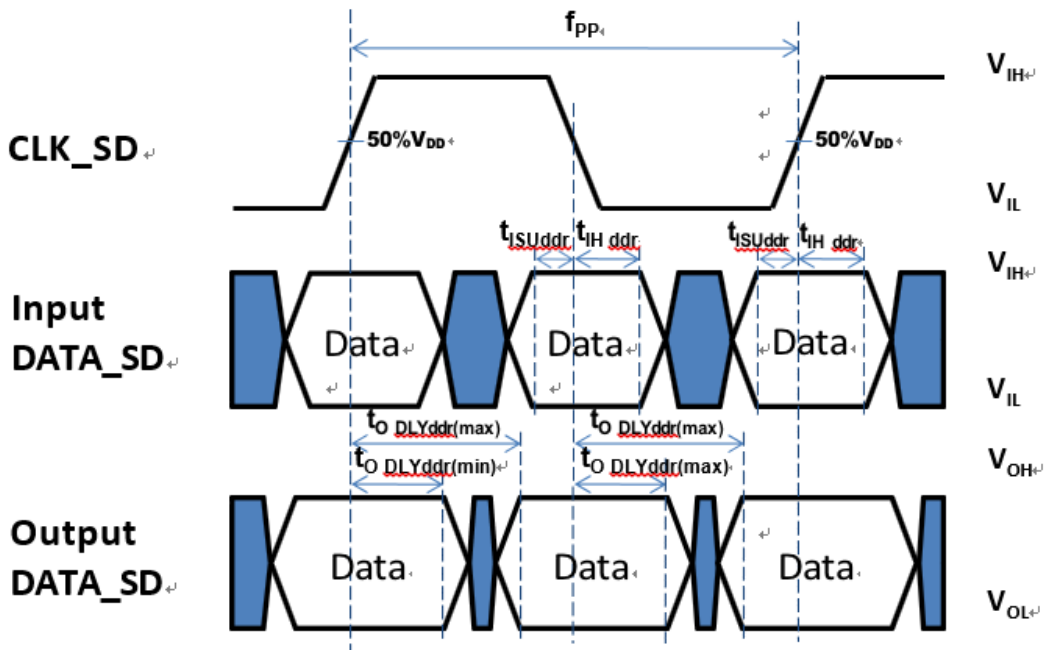 fPP
VIH
CLK_SD
50%VDD
50%VDD
VIL
tISUddr
tIH ddr
tISUddr
tIH ddr
VIH
Input
DATA_SD
Data
Data
Data
VIL
tO DLYddr(max)
tO DLYddr(max)
tO DLYddr(min)
tO DLYddr(max)
VOH
Output
DATA_SD
Data
Data
Data
VOL